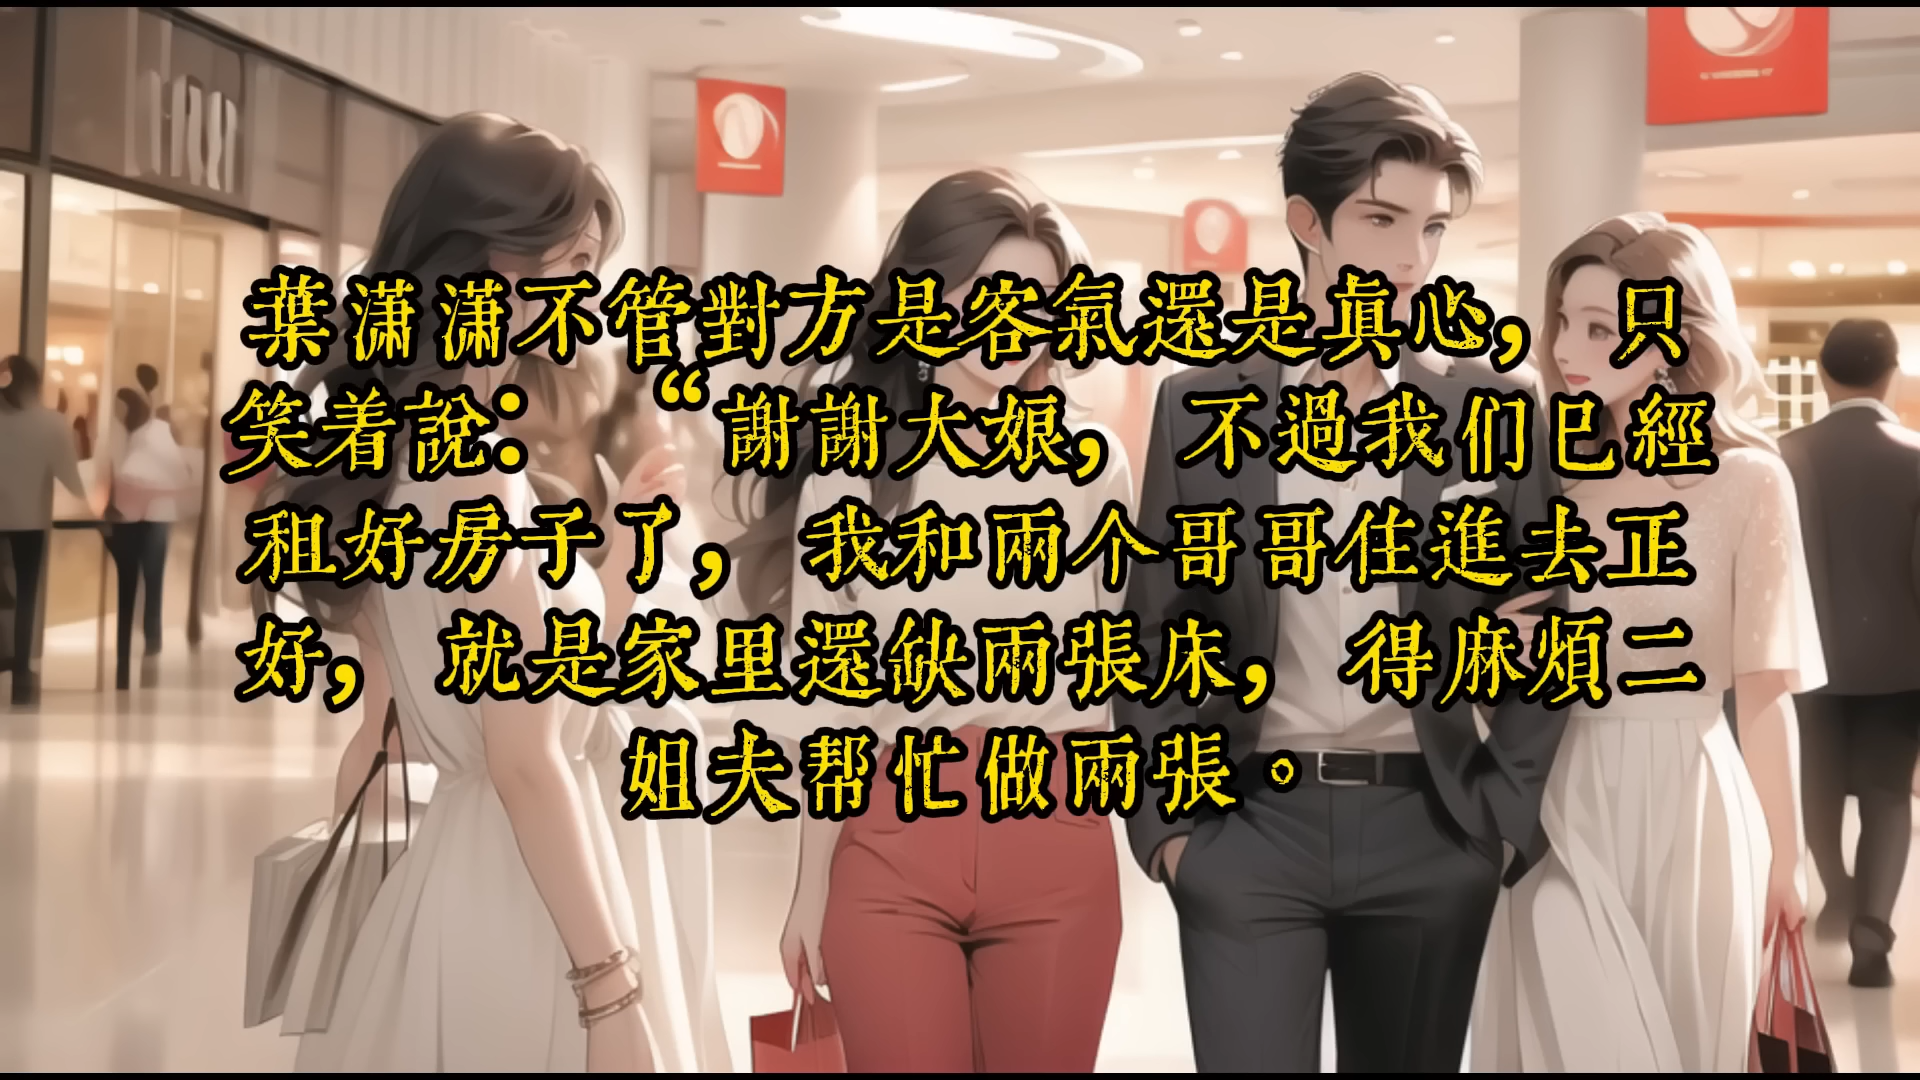 葉瀟瀟不管對方是客氣還是真心，只
笑着說：“謝謝大娘，不過我们已經
租好房子了，我和兩个哥哥住進去正
好，就是家里還缺兩張床，得麻煩二
姐夫帮忙做兩張。